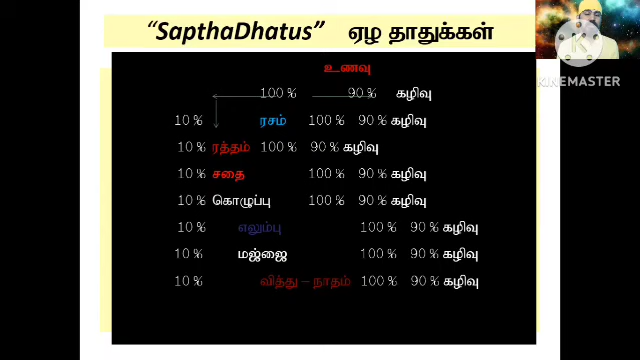 “SapthaDhatus” ஏழ தாதுக்கள்
KINEMASTER
உணவு
100 % 90 % கழிவு
10 % ரசம் 100 % 90 % கழிவு
10 % ரத்தம் 100 % 90 % கழிவு
10 % சதை 100 % 90 % கழிவு
10 % கொழுப்பு 100 % 90 % கழிவு
10 % எலும்பு 100 % 90 % கழிவு
10 % மஜ்ஜை 100 % 90 % கழிவு
10 % வித்து – நாதம் 100 % 90 % கழிவு